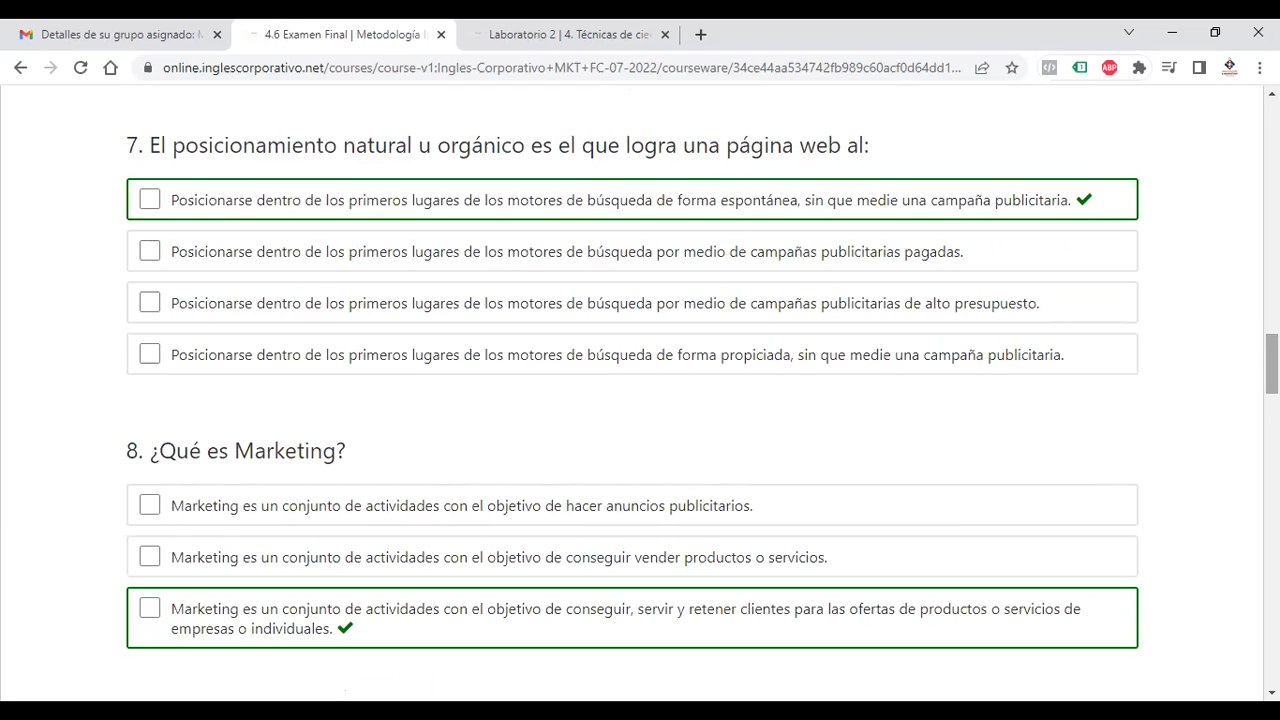 Detalles de su grupo asignado:
4.6 Examen Final | Metodología
Laboratorio 2 | 4. Técnicas de cie
online.inglescorporativo.net/courses/course-v1:Ingles-Corporativo+MKT+FC-07-2022/courseware/34ce44aa534742fb989c60acf0d64dd1...
ABP
7. El posicionamiento natural u orgánico es el que logra una página web al:
Posicionarse dentro de los primeros lugares de los motores de búsqueda de forma espontánea, sin que medie una campaña publicitaria.
Posicionarse dentro de los primeros lugares de los motores de búsqueda por medio de campañas publicitarias pagadas.
Posicionarse dentro de los primeros lugares de los motores de búsqueda por medio de campañas publicitarias de alto presupuesto.
Posicionarse dentro de los primeros lugares de los motores de búsqueda de forma propiciada, sin que medie una campaña publicitaria.
8. ¿Qué es Marketing?
Marketing es un conjunto de actividades con el objetivo de hacer anuncios publicitarios.
Marketing es un conjunto de actividades con el objetivo de conseguir vender productos o servicios.
Marketing es un conjunto de actividades con el objetivo de conseguir, servir y retener clientes para las ofertas de productos o servicios de
empresas o individuales.